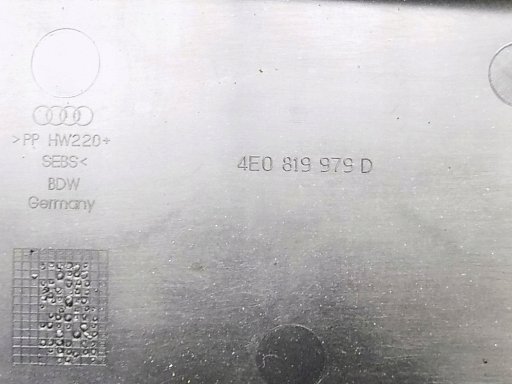 >PP HW220+
SEBS<
BDW
Germany
4E0 819 979 D